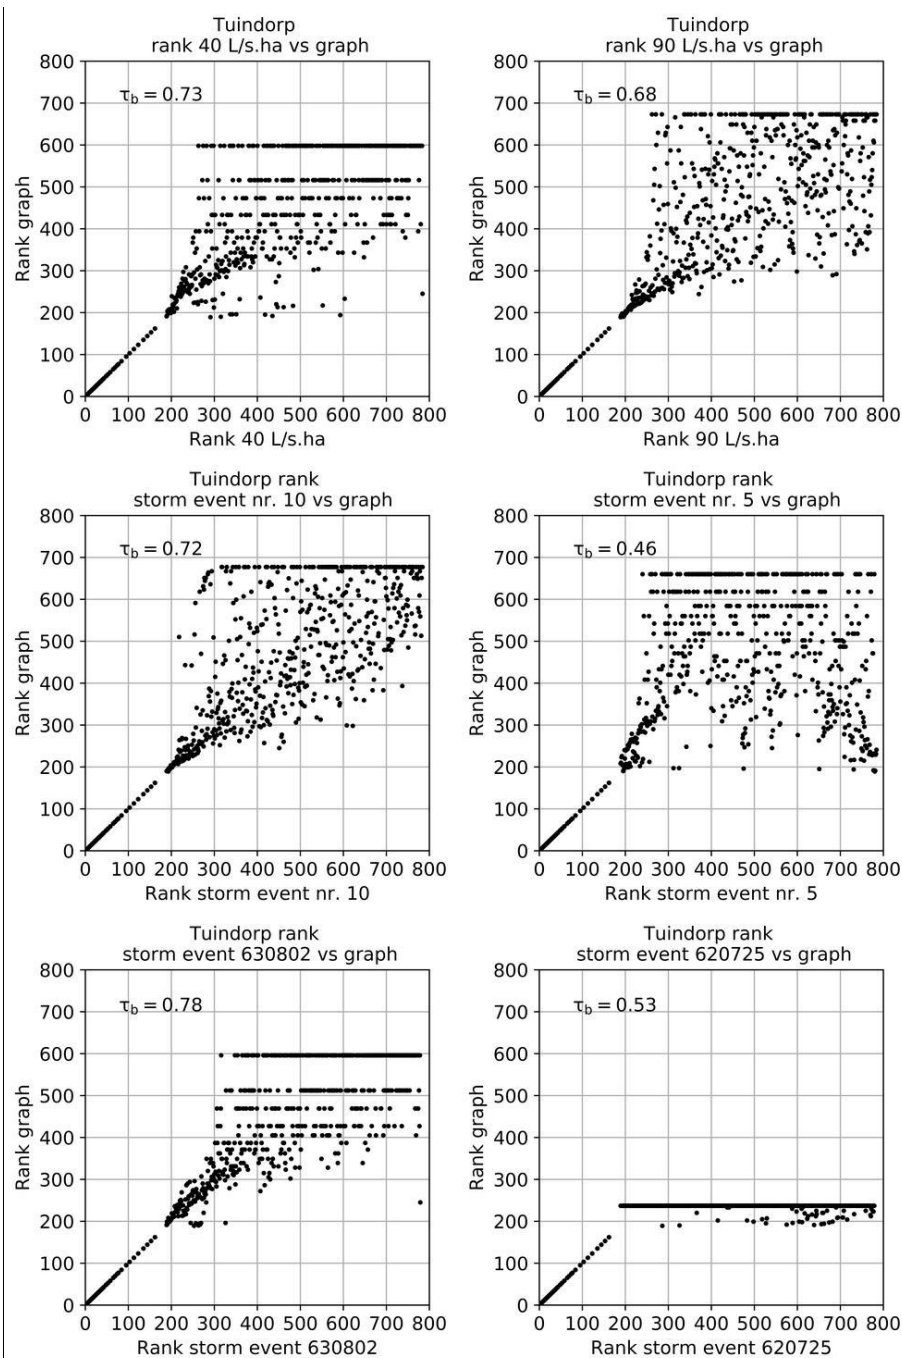 Tuindorp
rank 40 L/s.ha vs graph
τb = 0.73
800
700
600
500
400
300
200
100
0
Rank graph
0 100 200 300 400 500 600 700 800
Rank 40 L/s.ha
Tuindorp
rank 90 L/s.ha vs graph
τb = 0.68
800
700
600
500
400
300
200
100
0
Rank graph
0 100 200 300 400 500 600 700 800
Rank 90 L/s.ha
Tuindorp rank
storm event nr. 10 vs graph
τb = 0.72
800
700
600
500
400
300
200
100
0
Rank graph
0 100 200 300 400 500 600 700 800
Rank storm event nr. 10
Tuindorp rank
storm event nr. 5 vs graph
τb = 0.46
800
700
600
500
400
300
200
100
0
Rank graph
0 100 200 300 400 500 600 700 800
Rank storm event nr. 5
Tuindorp rank
storm event 630802 vs graph
τb = 0.78
800
700
600
500
400
300
200
100
0
Rank graph
0 100 200 300 400 500 600 700 800
Rank storm event 630802
Tuindorp rank
storm event 620725 vs graph
τb = 0.53
800
700
600
500
400
300
200
100
0
Rank graph
0 100 200 300 400 500 600 700 800
Rank storm event 620725